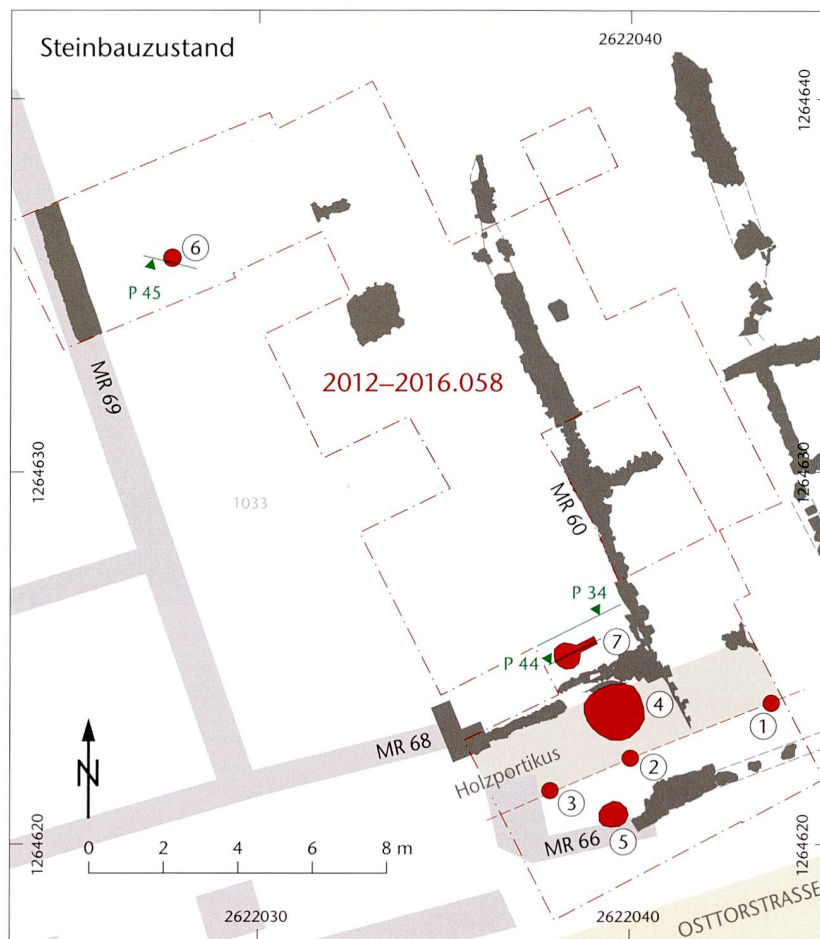 Steinbauzustand
2622040
1264640
1264640
6
P 45
MR 69
2012–2016.058
1264630
1033
MR 60
1264630
P 34
7
P 44
4
1
MR 68
Holzportikus
2
3
N
0 2 4 6 8 m
5
MR 66
1264620
1264620
2622030
2622040
OSTTORSTRASSE